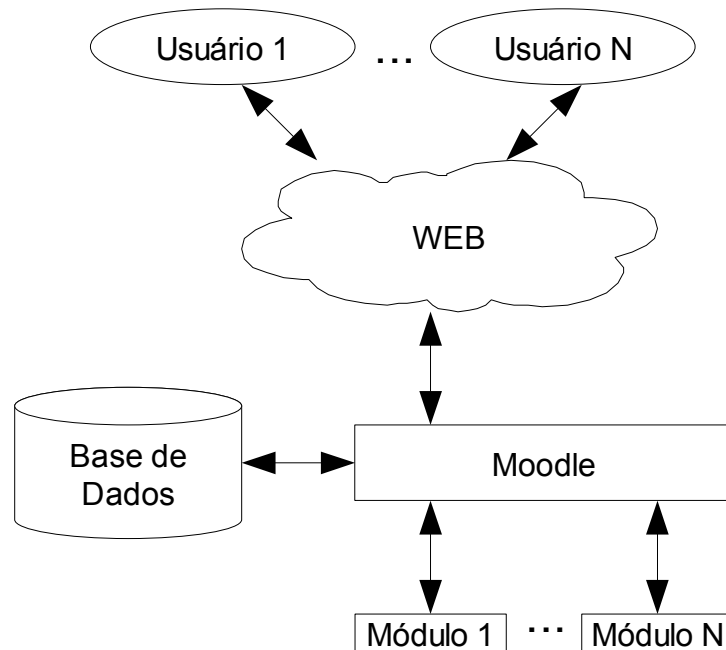 Usuário 1 ... Usuário N
WEB
Base de
Dados
Moodle
Módulo 1 ... Módulo N